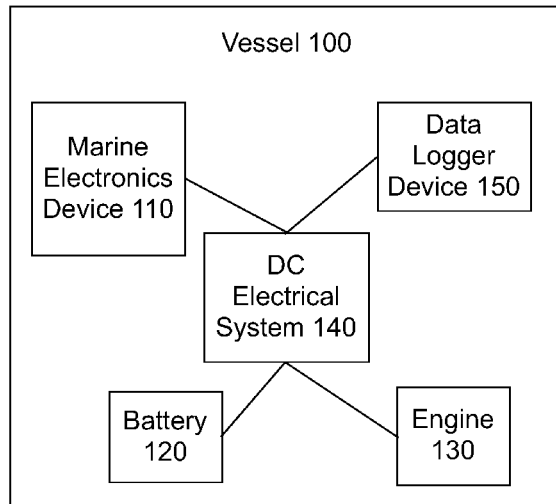 Vessel 100
Marine
Electronics
Device 110
Data
Logger
Device 150
DC
Electrical
System 140
Battery
120
Engine
130